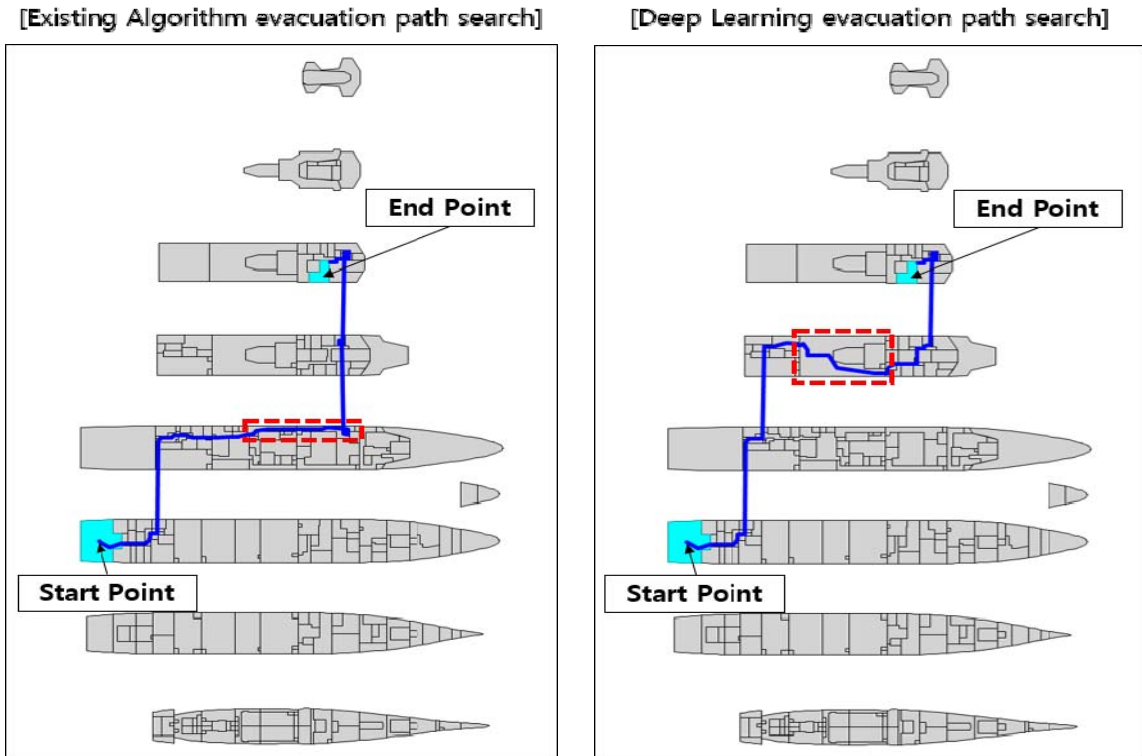 [Existing Algorithm evacuation path search]
[Deep Learning evacuation path search]
End Point
End Point
Start Point
Start Point